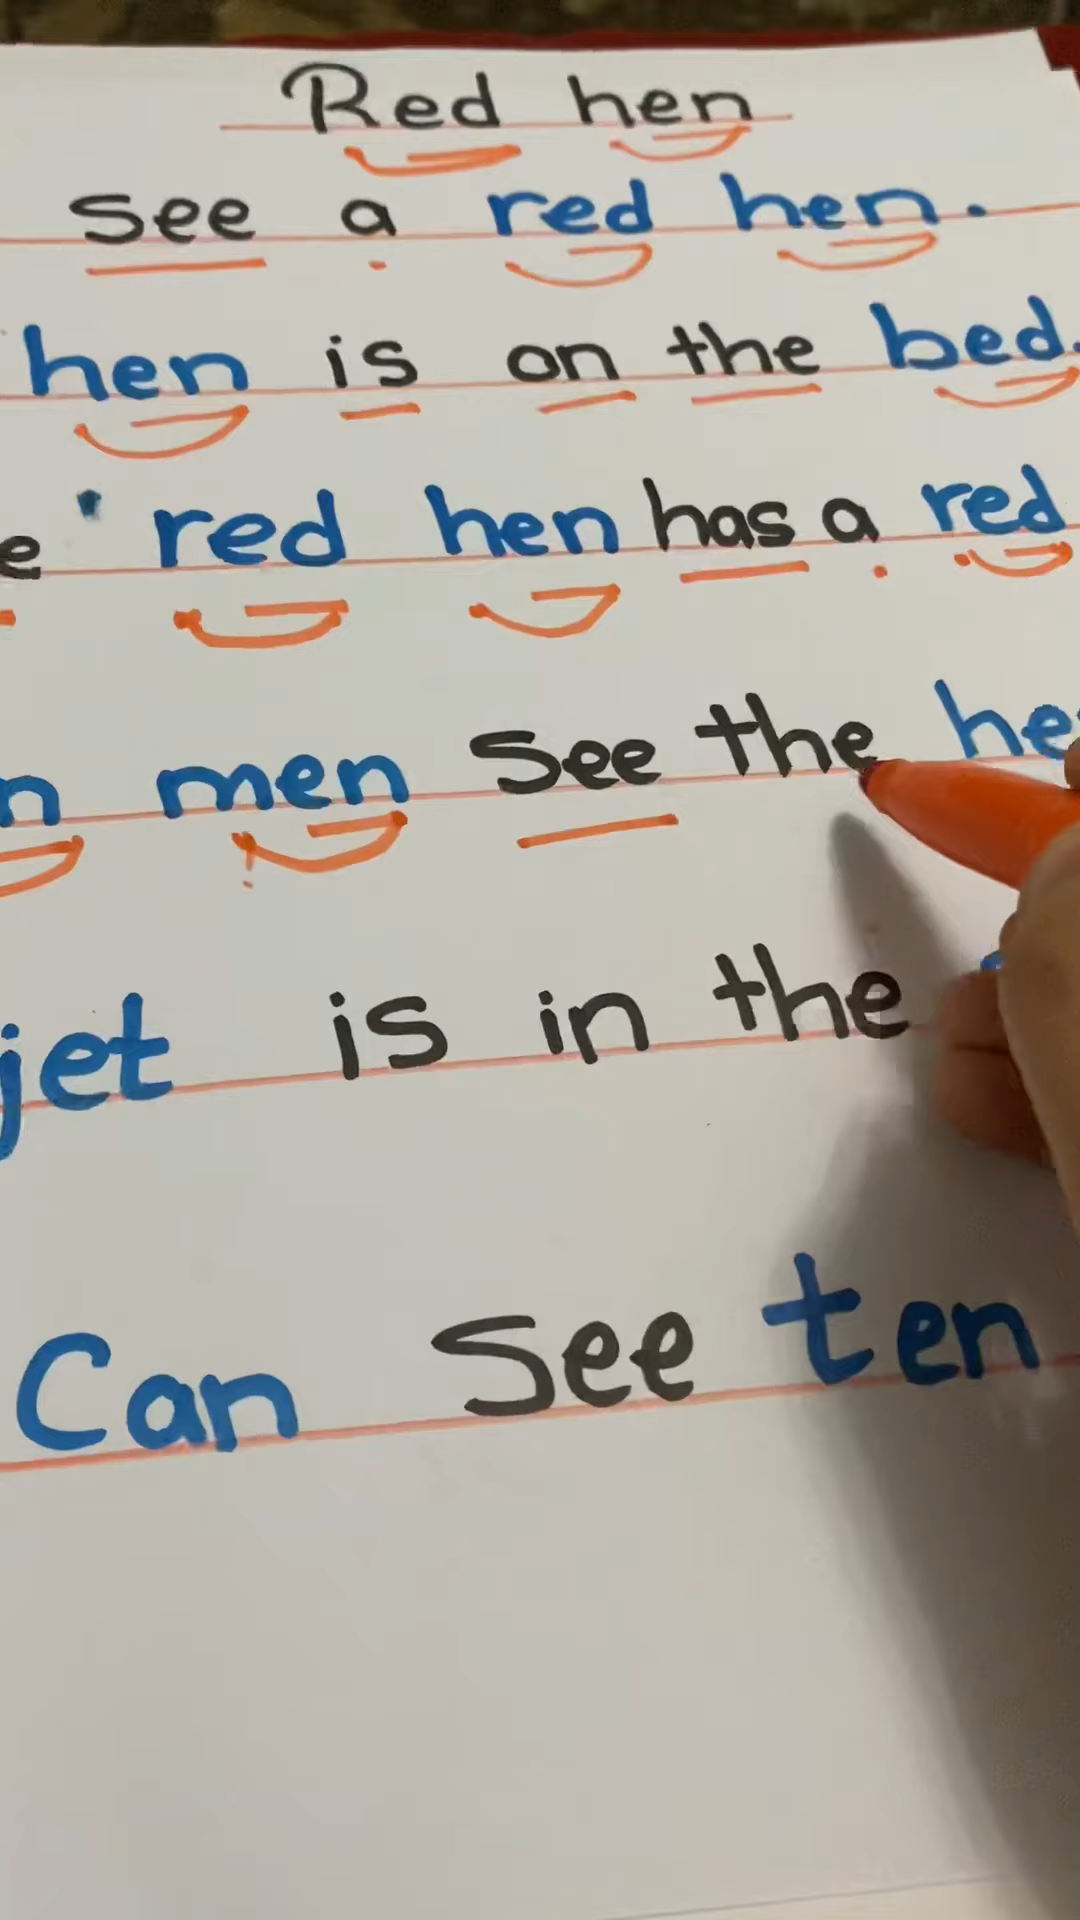 Red hen
see a red hen.
hen is on the bed.
e red hen has a red
n men see the he
jet is in the
Can see ten